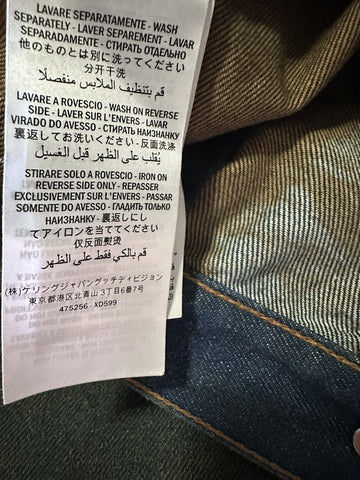 LAVARE SEPARATAMENTE - WASH
SEPARATELY - LAVER SEPAREMENT - LAVAR
SEPARADAMENTE - СТИРАТЬ ОТДЕЛЬНО
他のものとは別に洗ってください
分开干洗
قم بتنظيف الملابس منفصلا
LAVARE A ROVESCIO - WASH ON REVERSE
SIDE - LAVER SUR L'ENVERS - LAVAR
VIRADO DO AVESSO - СТИРАТЬ НАИЗНАНКУ
裏返してお洗いください - 反面洗涤
يُقلب على الظهر قبل الغسيل
STIRARE SOLO A ROVESCIO - IRON ON
REVERSE SIDE ONLY - REPASSER
EXCLUSIVEMENT SUR L'ENVERS - PASSAR
SOMENTE DO AVESSO - ГЛАДИТЬ ТОЛЬКО
НАИЗНАНКУ - 裏返しにし
てアイロンを当ててください
仅反面熨烫
قم بالكي فقط على الظهر
(株)ケリングジャパングッチディビジョン
東京都港区北青山 3丁目6番7号
475256 - XD599